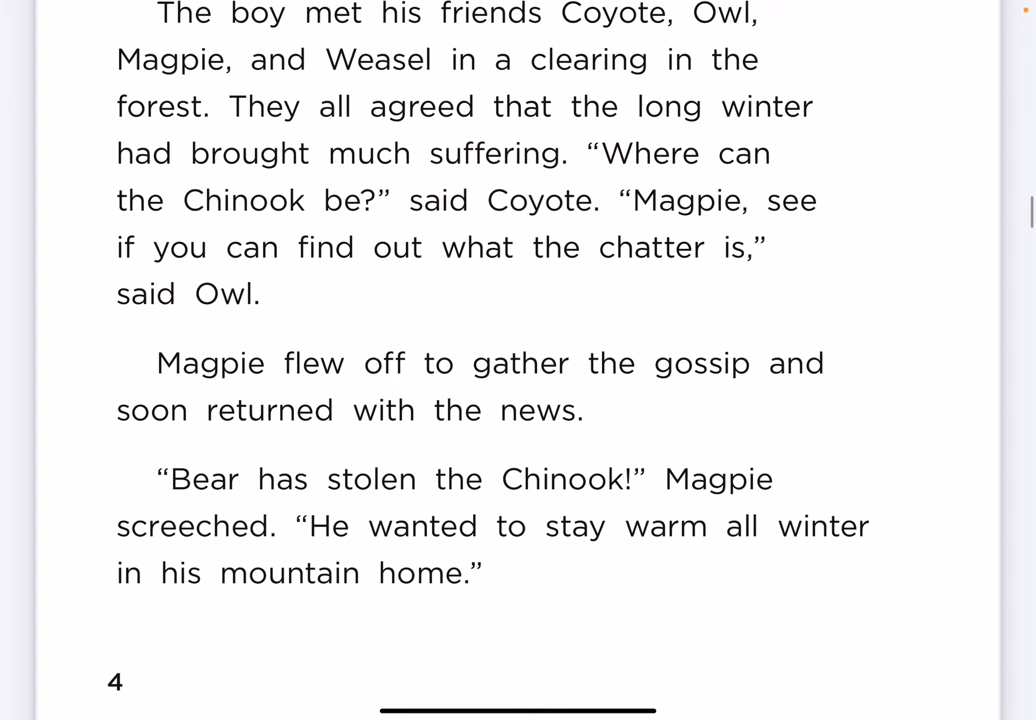 The boy met his friends Coyote, Owl,
Magpie, and Weasel in a clearing in the
forest. They all agreed that the long winter
had brought much suffering. “Where can
the Chinook be?” said Coyote. “Magpie, see
if you can find out what the chatter is,”
said Owl.
Magpie flew off to gather the gossip and
soon returned with the news.
“Bear has stolen the Chinook!” Magpie
screeched. “He wanted to stay warm all winter
in his mountain home.”
4